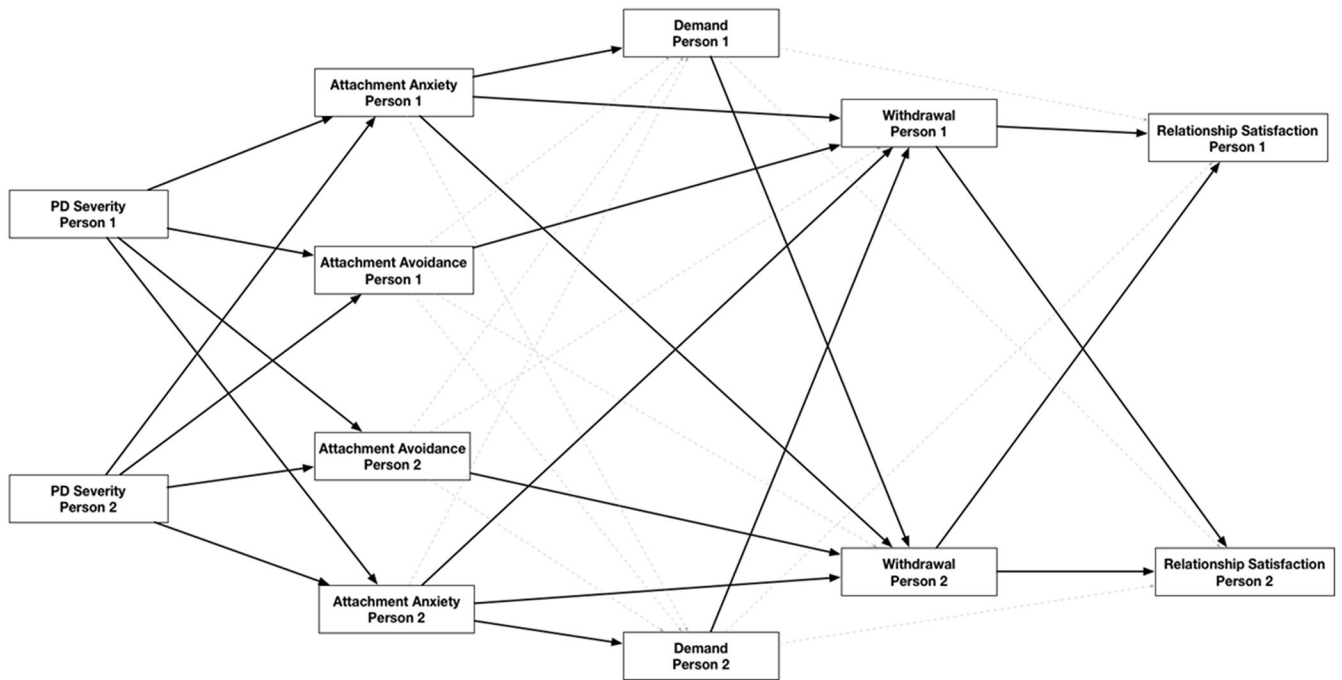 Demand
Person 1
Attachment Anxiety
Person 1
Withdrawal
Person 1
Relationship Satisfaction
Person 1
PD Severity
Person 1
Attachment Avoidance
Person 1
Attachment Avoidance
Person 2
PD Severity
Person 2
Withdrawal
Person 2
Relationship Satisfaction
Person 2
Attachment Anxiety
Person 2
Demand
Person 2